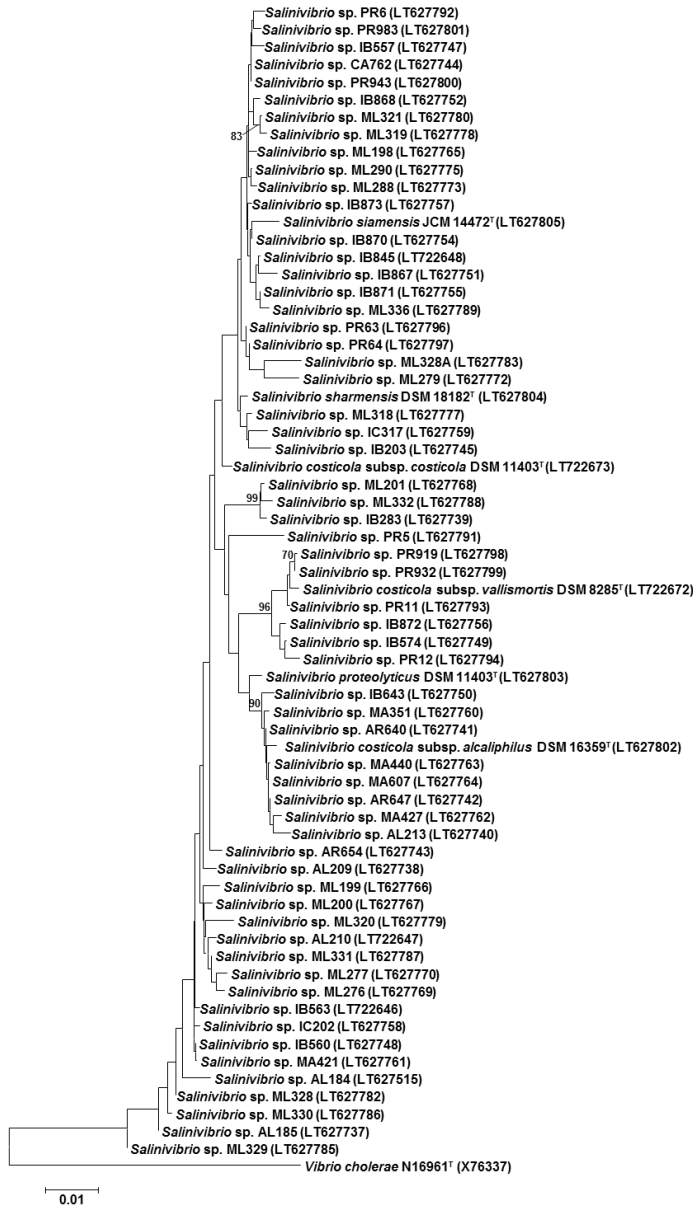 Salinivibrio sp. PR6 (LT627792)
Salinivibrio sp. PR983 (LT627801)
Salinivibrio sp. IB557 (LT627747)
Salinivibrio sp. CA762 (LT627744)
Salinivibrio sp. PR943 (LT627800)
Salinivibrio sp. IB868 (LT627752)
Salinivibrio sp. ML321 (LT627780)
83
Salinivibrio sp. ML319 (LT627778)
Salinivibrio sp. ML198 (LT627765)
Salinivibrio sp. ML290 (LT627775)
Salinivibrio sp. ML288 (LT627773)
Salinivibrio sp. IB873 (LT627757)
Salinivibrio siamensis JCM 14472ᵀ (LT627805)
Salinivibrio sp. IB870 (LT627754)
Salinivibrio sp. IB845 (LT722648)
Salinivibrio sp. IB867 (LT627751)
Salinivibrio sp. IB871 (LT627755)
Salinivibrio sp. ML336 (LT627789)
Salinivibrio sp. PR63 (LT627796)
Salinivibrio sp. PR64 (LT627797)
Salinivibrio sp. ML328A (LT627783)
Salinivibrio sp. ML279 (LT627772)
Salinivibrio sharmensis DSM 18182ᵀ (LT627804)
Salinivibrio sp. ML318 (LT627777)
Salinivibrio sp. IC317 (LT627759)
Salinivibrio sp. IB203 (LT627745)
Salinivibrio costicola subsp. costicola DSM 11403ᵀ (LT722673)
Salinivibrio sp. ML201 (LT627768)
99
Salinivibrio sp. ML332 (LT627788)
Salinivibrio sp. IB283 (LT627739)
Salinivibrio sp. PR5 (LT627791)
70
Salinivibrio sp. PR919 (LT627798)
Salinivibrio sp. PR932 (LT627799)
Salinivibrio costicola subsp. vallismortis DSM 8285ᵀ (LT722672)
96
Salinivibrio sp. PR11 (LT627793)
Salinivibrio sp. IB872 (LT627756)
Salinivibrio sp. IB574 (LT627749)
Salinivibrio sp. PR12 (LT627794)
Salinivibrio proteolyticus DSM 11403ᵀ (LT627803)
Salinivibrio sp. IB643 (LT627750)
90
Salinivibrio sp. MA351 (LT627760)
Salinivibrio sp. AR640 (LT627741)
Salinivibrio costicola subsp. alcaliphilus DSM 16359ᵀ (LT627802)
Salinivibrio sp. MA440 (LT627763)
Salinivibrio sp. MA607 (LT627764)
Salinivibrio sp. AR647 (LT627742)
Salinivibrio sp. MA427 (LT627762)
Salinivibrio sp. AL213 (LT627740)
Salinivibrio sp. AR654 (LT627743)
Salinivibrio sp. AL209 (LT627738)
Salinivibrio sp. ML199 (LT627766)
Salinivibrio sp. ML200 (LT627767)
Salinivibrio sp. ML320 (LT627779)
Salinivibrio sp. AL210 (LT722647)
Salinivibrio sp. ML331 (LT627787)
Salinivibrio sp. ML277 (LT627770)
Salinivibrio sp. ML276 (LT627769)
Salinivibrio sp. IB563 (LT722646)
Salinivibrio sp. IC202 (LT627758)
Salinivibrio sp. IB560 (LT627748)
Salinivibrio sp. MA421 (LT627761)
Salinivibrio sp. AL184 (LT627515)
Salinivibrio sp. ML328 (LT627782)
Salinivibrio sp. ML330 (LT627786)
Salinivibrio sp. AL185 (LT627737)
Salinivibrio sp. ML329 (LT627785)
Vibrio cholerae N16961ᵀ (X76337)
0.01